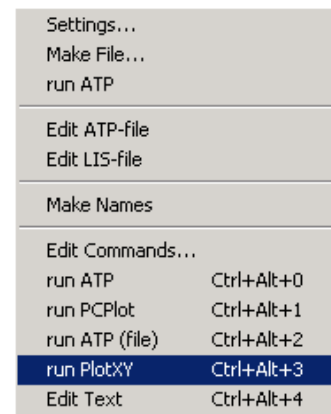 Settings...
Make File...
run ATP
Edit ATP-file
Edit LIS-file
Make Names
Edit Commands...
run ATP Ctrl+Alt+0
run PCPlot Ctrl+Alt+1
run ATP (file) Ctrl+Alt+2
run PlotXY Ctrl+Alt+3
Edit Text Ctrl+Alt+4